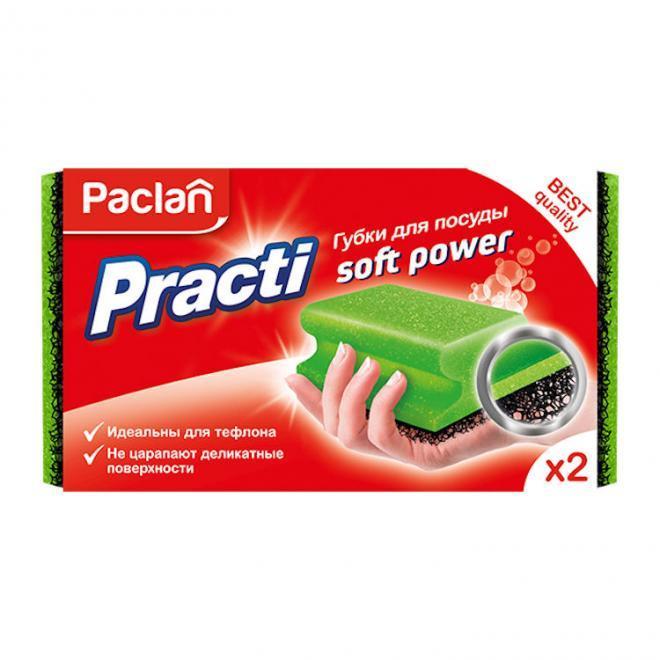 Paclan
Practi
Губки для посуды
soft power
BEST
quality
Идеальны для тефлона
Не царапают деликатные
поверхности
x2